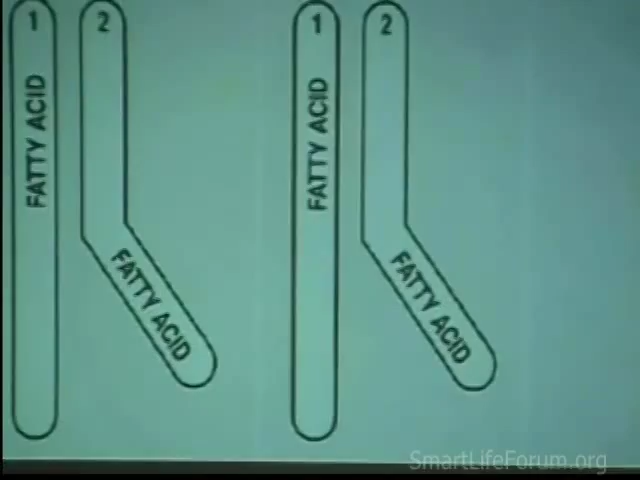 1
2
FATTY ACID
FATTY ACID
1
2
FATTY ACID
FATTY ACID
SmartLifeForum.org